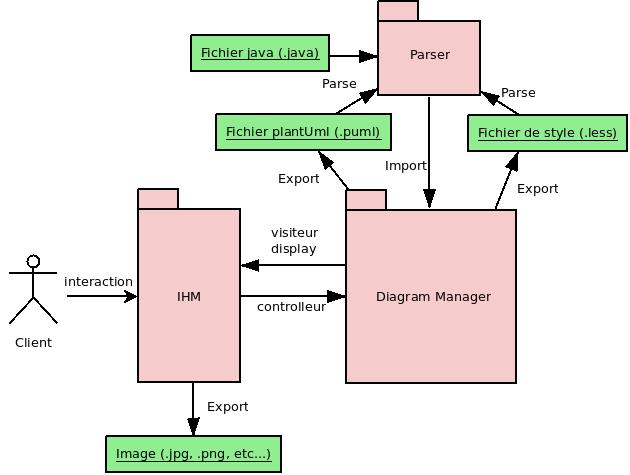 Fichier java (.java)
Parser
Parse
Parse
Fichier plantUml (.puml)
Fichier de style (.less)
Import
Export
Export
visiteur
display
interaction
IHM
Diagram Manager
controlleur
Client
Export
Image (.jpg, .png, etc...)